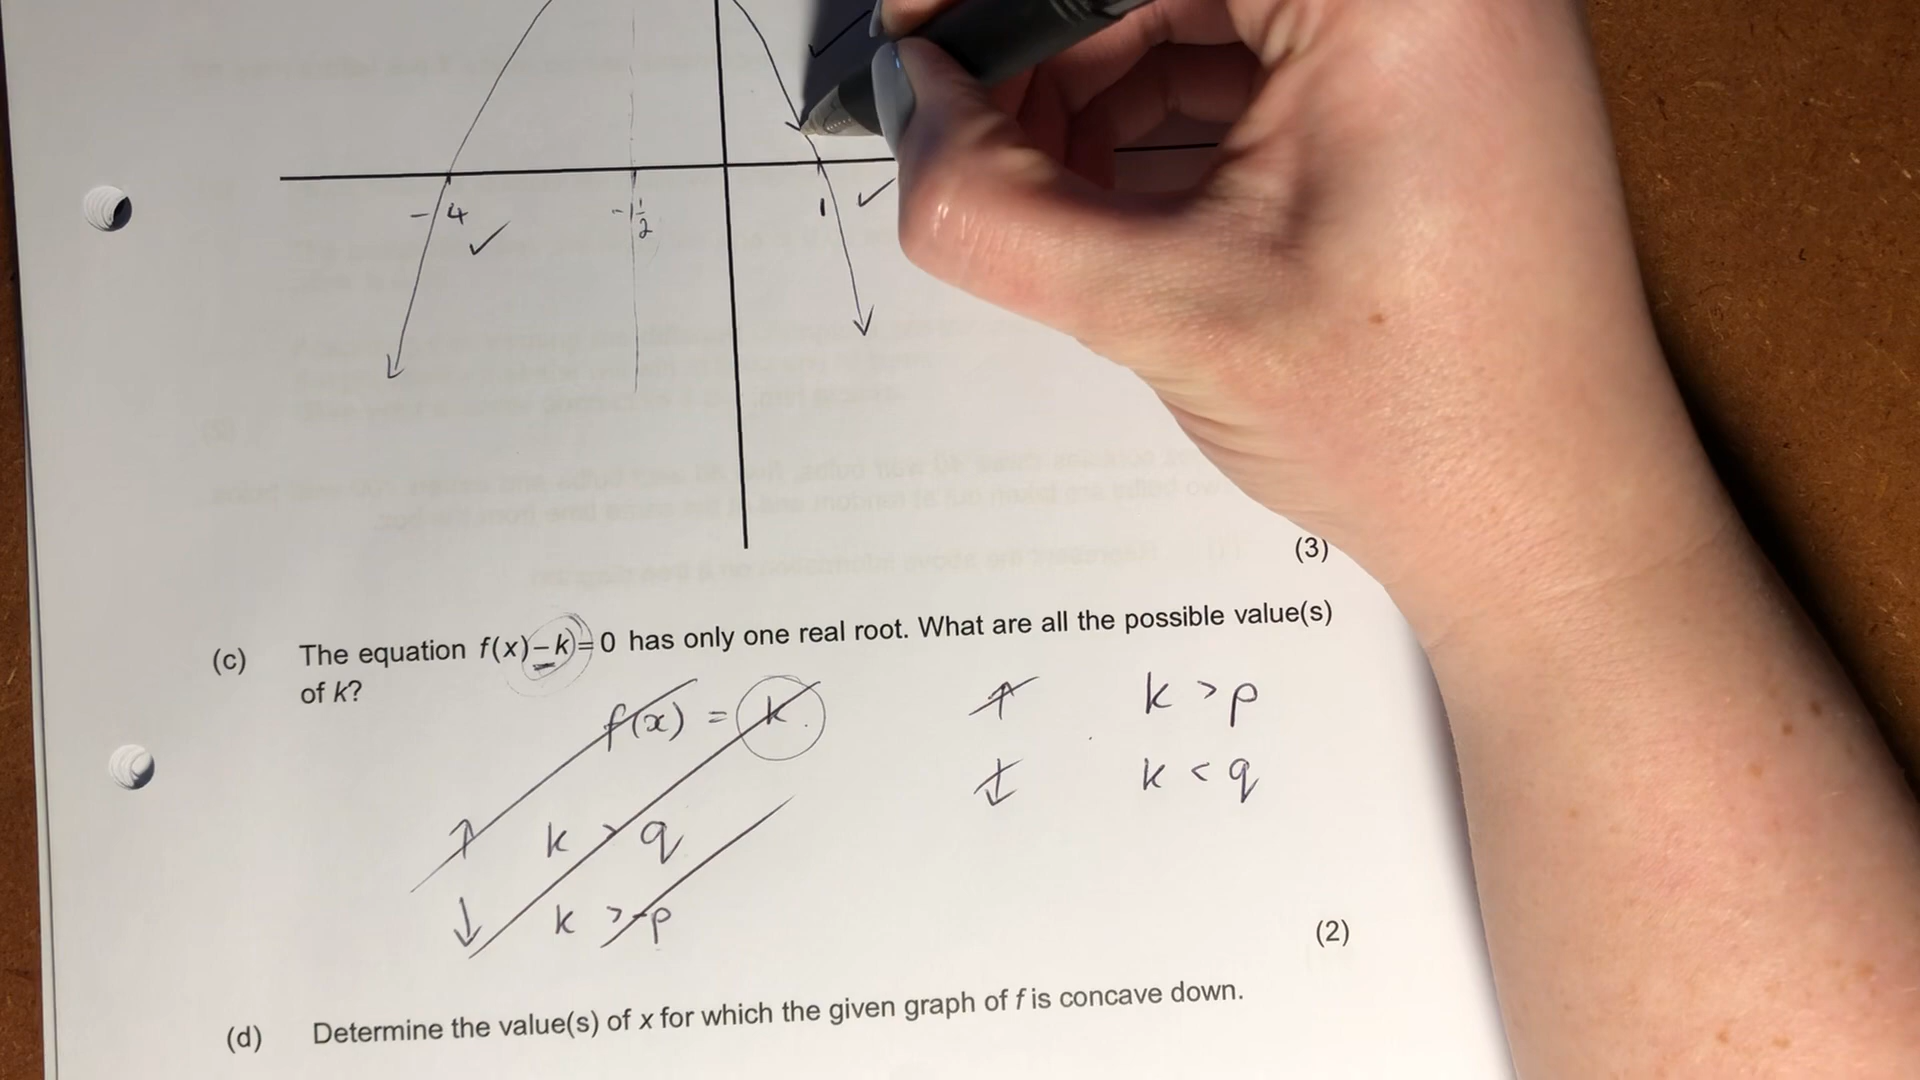 -4
-1 1/2
1
(3)
(c) The equation f(x)-k=0 has only one real root. What are all the possible value(s)
of k?
f(x) = k
k > p
k < q
k > q
k > -p
(2)
(d) Determine the value(s) of x for which the given graph of f is concave down.